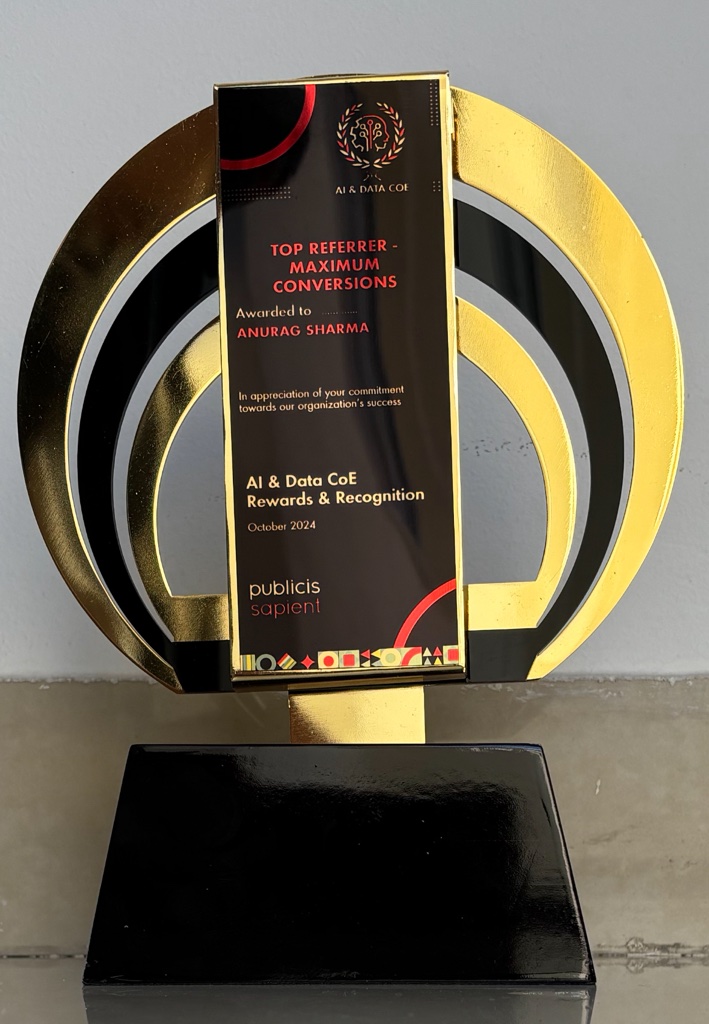 AI & DATA COE
TOP REFERRER -
MAXIMUM
CONVERSIONS
Awarded to ............
ANURAG SHARMA
In appreciation of your commitment
towards our organization's success
AI & Data CoE
Rewards & Recognition
October 2024
publicis
sapient